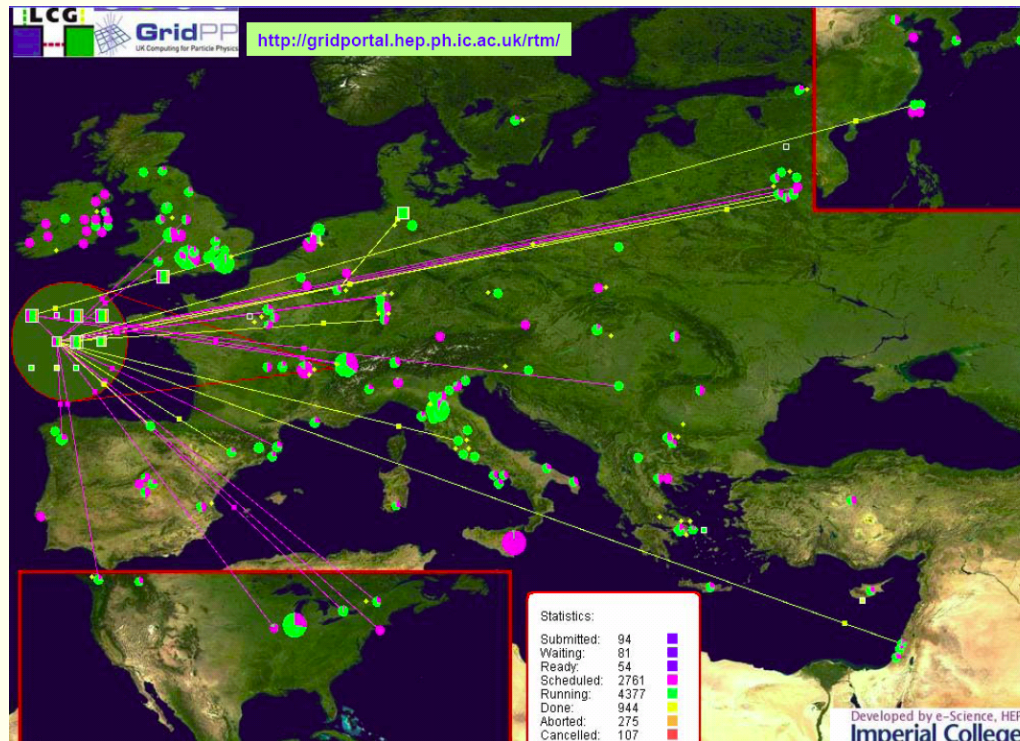 LCG
GridPP
UK Computing for Particle Physics
http://gridportal.hep.ph.ic.ac.uk/rtm/
Statistics:
Submitted: 94
Waiting: 81
Ready: 54
Scheduled: 2761
Running: 4377
Done: 944
Aborted: 275
Cancelled: 107
Developed by e-Science, HEP
Imperial College